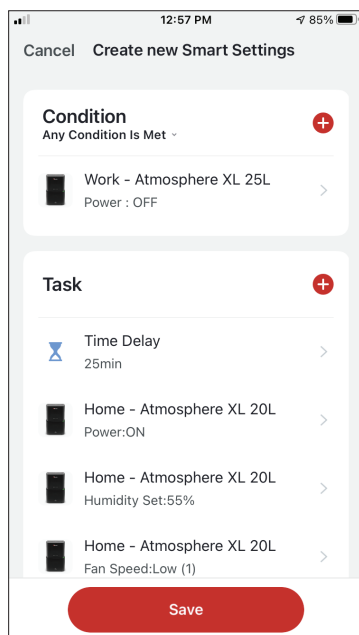 12:57 PM
85%
Cancel Create new Smart Settings
Condition
Any Condition Is Met
Work - Atmosphere XL 25L
Power : OFF
Task
Time Delay
25min
Home - Atmosphere XL 20L
Power:ON
Home - Atmosphere XL 20L
Humidity Set:55%
Home - Atmosphere XL 20L
Fan Speed:Low (1)
Save